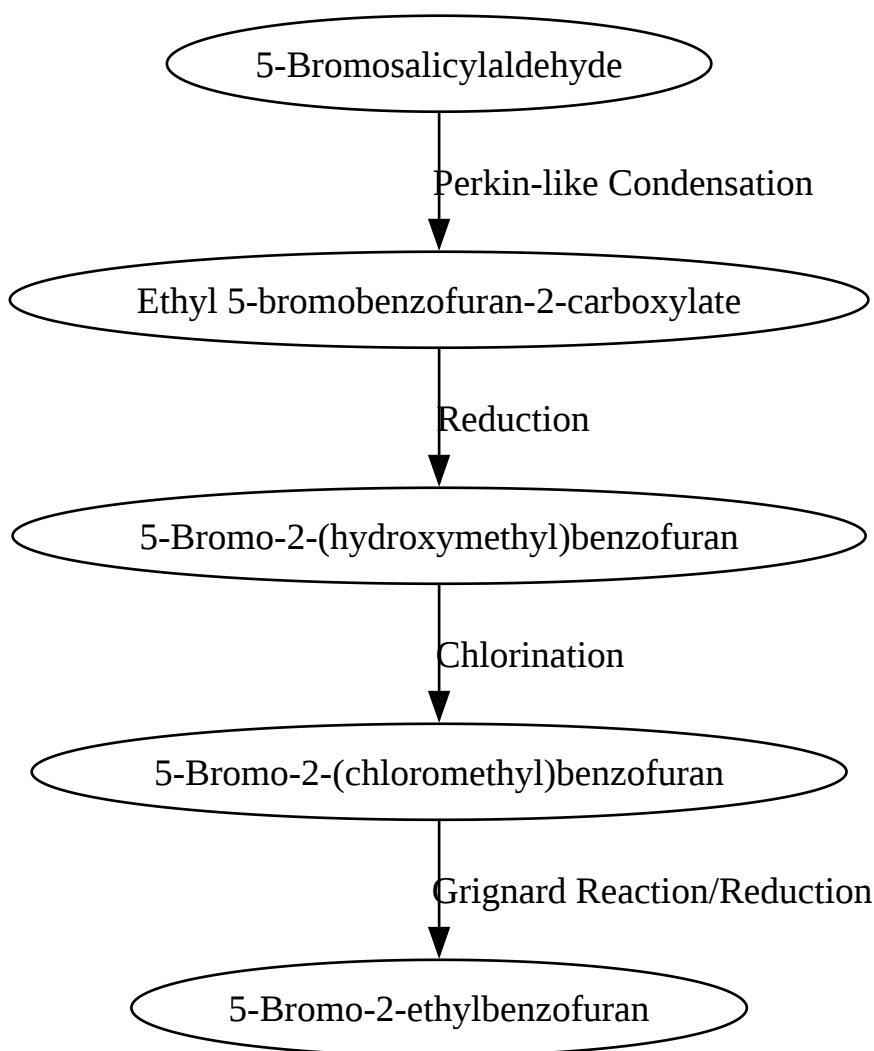 5-Bromosalicylaldehyde
Perkin-like Condensation
Ethyl 5-bromobenzofuran-2-carboxylate
Reduction
5-Bromo-2-(hydroxymethyl)benzofuran
Chlorination
5-Bromo-2-(chloromethyl)benzofuran
Grignard Reaction/Reduction
5-Bromo-2-ethylbenzofuran